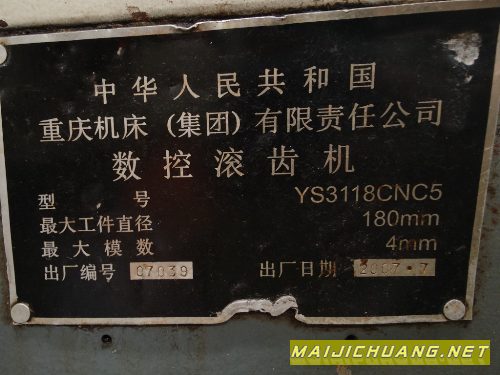 中华人民共和国
重庆机床(集团)有限责任公司
数控滚齿机
型号 YS3118CNC5
最大工件直径 180mm
最大模数 4mm
出厂编号 07039 出厂日期 2007·7
MAIJICHUANG.NET